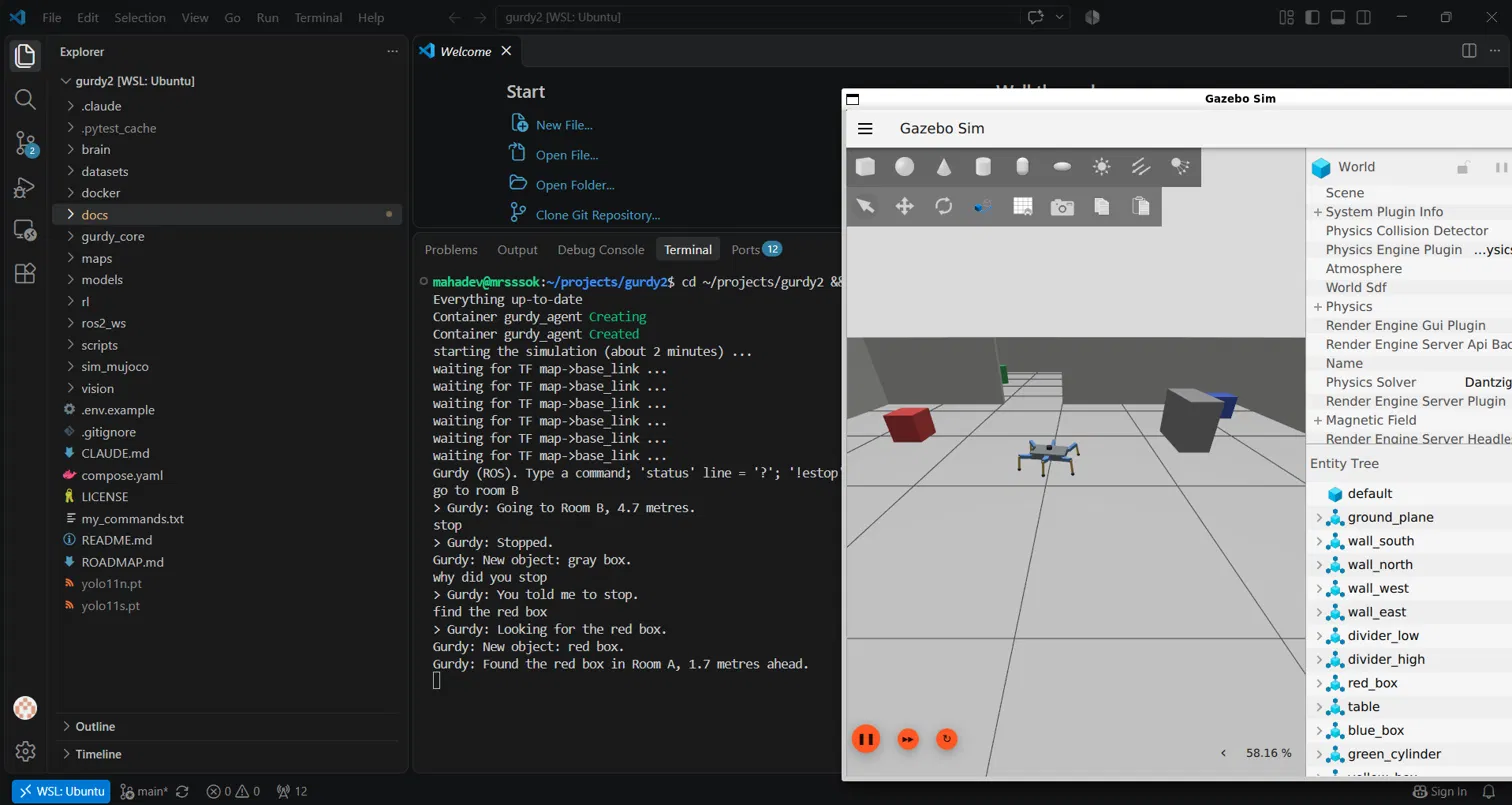 File Edit Selection View Go Run Terminal Help
gurdy2 [WSL: Ubuntu]
Explorer
gurdy2 [WSL: Ubuntu]
.claude
.pytest_cache
brain
datasets
docker
docs
gurdy_core
maps
models
rl
ros2_ws
scripts
sim_mujoco
vision
.env.example
.gitignore
CLAUDE.md
compose.yaml
LICENSE
my_commands.txt
README.md
ROADMAP.md
yolo11n.pt
yolo11s.pt
Outline
Timeline
2
Welcome
Start
New File...
Open File...
Open Folder...
Clone Git Repository...
Problems Output Debug Console Terminal Ports 12
mahadev@mrsssok:~/projects/gurdy2$ cd ~/projects/gurdy2 &&
Everything up-to-date
Container gurdy_agent Creating
Container gurdy_agent Created
starting the simulation (about 2 minutes) ...
waiting for TF map->base_link ...
waiting for TF map->base_link ...
waiting for TF map->base_link ...
waiting for TF map->base_link ...
waiting for TF map->base_link ...
waiting for TF map->base_link ...
Gurdy (ROS). Type a command; 'status' line = '?'; '!estop'
go to room B
> Gurdy: Going to Room B, 4.7 metres.
stop
> Gurdy: Stopped.
Gurdy: New object: gray box.
why did you stop
> Gurdy: You told me to stop.
find the red box
> Gurdy: Looking for the red box.
Gurdy: New object: red box.
Gurdy: Found the red box in Room A, 1.7 metres ahead.
Gazebo Sim
Gazebo Sim
58.16 %
World
Scene
System Plugin Info
Physics Collision Detector
Physics Engine Plugin ...ysics
Atmosphere
World Sdf
Physics
Render Engine Gui Plugin
Render Engine Server Api Bac
Name
Physics Solver Dantzig
Render Engine Server Plugin
Magnetic Field
Render Engine Server Headle
Entity Tree
default
ground_plane
wall_south
wall_north
wall_west
wall_east
divider_low
divider_high
red_box
table
blue_box
green_cylinder
WSL: Ubuntu main* 0 0 12 Sign In